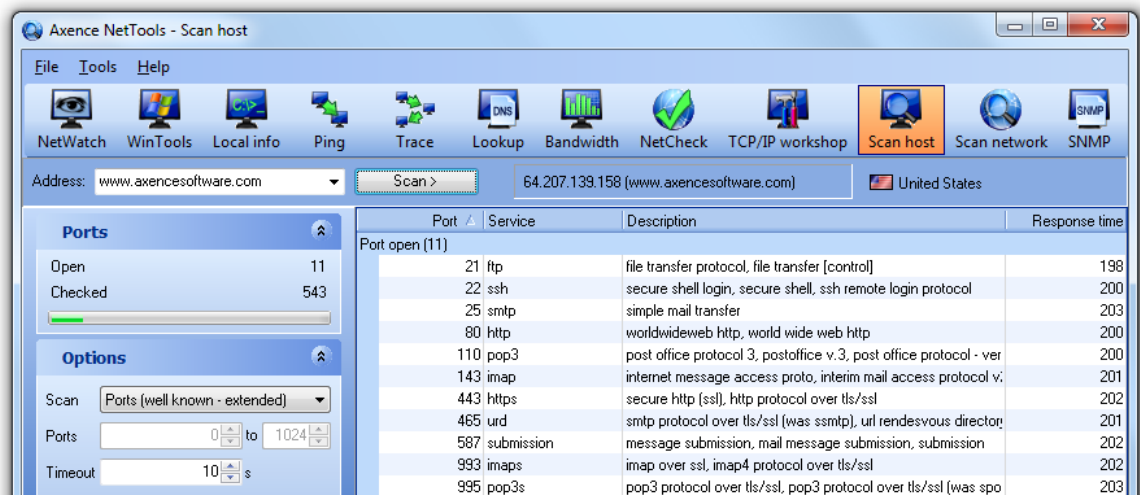 Axence NetTools - Scan host
File Tools Help
C:\>_ DNS SNMP
NetWatch WinTools Local info Ping Trace Lookup Bandwidth NetCheck TCP/IP workshop Scan host Scan network SNMP
Address: www.axencesoftware.com Scan > 64.207.139.158 (www.axencesoftware.com) United States
Ports
Open 11
Checked 543
Options
Scan Ports (well known - extended)
Ports 0 to 1024
Timeout 10 s
Port Service Description Response time
Port open (11)
21 ftp file transfer protocol, file transfer [control] 198
22 ssh secure shell login, secure shell, ssh remote login protocol 200
25 smtp simple mail transfer 203
80 http worldwideweb http, world wide web http 200
110 pop3 post office protocol 3, postoffice v.3, post office protocol - ver 200
143 imap internet message access proto, interim mail access protocol v 201
443 https secure http (ssl), http protocol over tls/ssl 202
465 urd smtp protocol over tls/ssl (was ssmtp), url rendesvous director 201
587 submission message submission, mail message submission, submission 202
993 imaps imap over ssl, imap4 protocol over tls/ssl 202
995 pop3s pop3 protocol over tls/ssl, pop3 protocol over tls/ssl (was spo 203